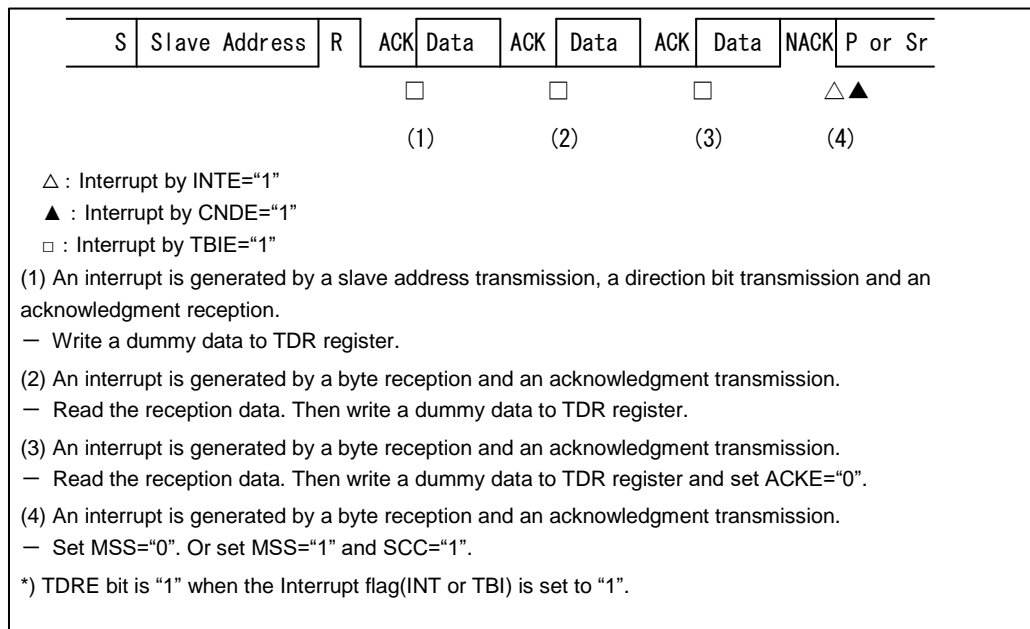 S Slave Address R ACK Data ACK Data ACK Data NACK P or Sr
□ □ □ △▲
(1) (2) (3) (4)
△ : Interrupt by INTE=“1”
▲ : Interrupt by CNDE=“1”
□ : Interrupt by TBIE=“1”
(1) An interrupt is generated by a slave address transmission, a direction bit transmission and an
acknowledgment reception.
－ Write a dummy data to TDR register.
(2) An interrupt is generated by a byte reception and an acknowledgment transmission.
－ Read the reception data. Then write a dummy data to TDR register.
(3) An interrupt is generated by a byte reception and an acknowledgment transmission.
－ Read the reception data. Then write a dummy data to TDR register and set ACKE=“0”.
(4) An interrupt is generated by a byte reception and an acknowledgment transmission.
－ Set MSS=“0”. Or set MSS=“1” and SCC=“1”.
*) TDRE bit is “1” when the Interrupt flag(INT or TBI) is set to “1”.